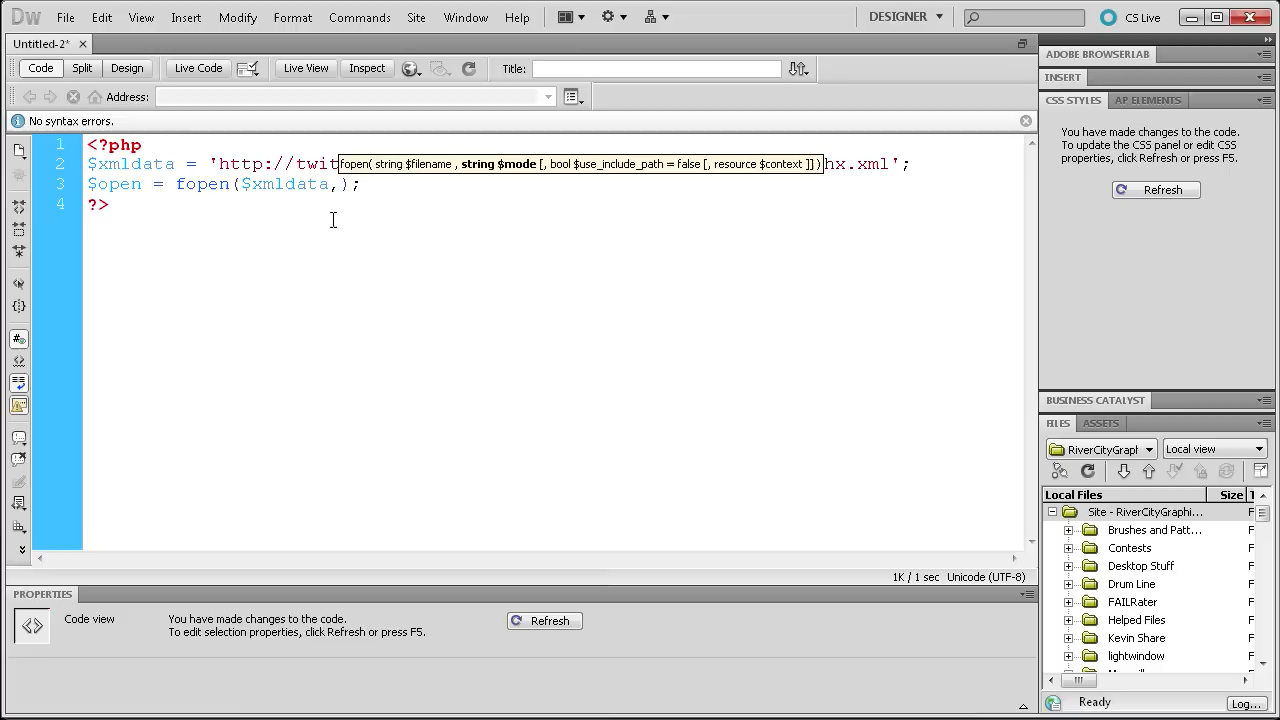 Dw File Edit View Insert Modify Format Commands Site Window Help DESIGNER CS Live
Untitled-2*
Code Split Design Live Code Live View Inspect Title:
Address:
No syntax errors.
1 <?php
2 $xmldata = 'http://twit hx.xml';
fopen( string $filename , string $mode [, bool $use_include_path = false [, resource $context ]] )
3 $open = fopen($xmldata,);
4 ?>
1K / 1 sec Unicode (UTF-8)
PROPERTIES
Code view
You have made changes to the code.
To edit selection properties, click Refresh or press F5.
Refresh
ADOBE BROWSERLAB
INSERT
CSS STYLES AP ELEMENTS
You have made changes to the code.
To update the CSS panel or edit CSS
properties, click Refresh or press F5.
Refresh
BUSINESS CATALYST
FILES ASSETS
RiverCityGraph Local view
Local Files Size T
Site - RiverCityGraphi... F
Brushes and Patt... F
Contests F
Desktop Stuff F
Drum Line F
FAILRater F
Helped Files F
Kevin Share F
lightwindow F
Ready Log...